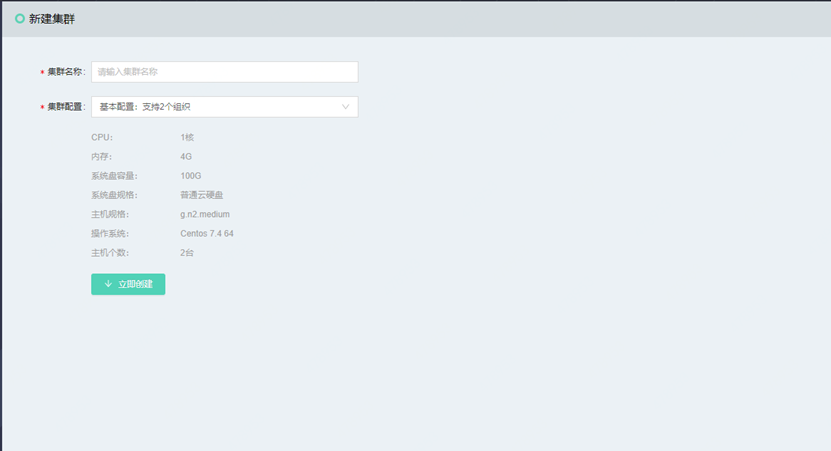 新建集群
* 集群名称: 请输入集群名称
* 集群配置: 基本配置：支持2个组织
CPU： 1核
内存： 4G
系统盘容量： 100G
系统盘规格： 普通云硬盘
主机规格： g.n2.medium
操作系统： Centos 7.4 64
主机个数： 2台
立即创建